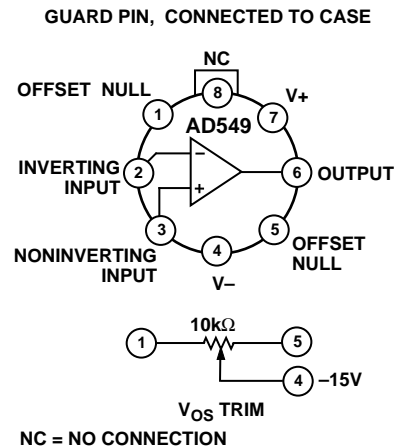 GUARD PIN, CONNECTED TO CASE
NC
OFFSET NULL
8
V+
1
7
AD549
INVERTING
INPUT
2
–
6
OUTPUT
+
3
5
NONINVERTING
INPUT
4
OFFSET
NULL
V–
10kΩ
1
5
4
–15V
VOS TRIM
NC = NO CONNECTION